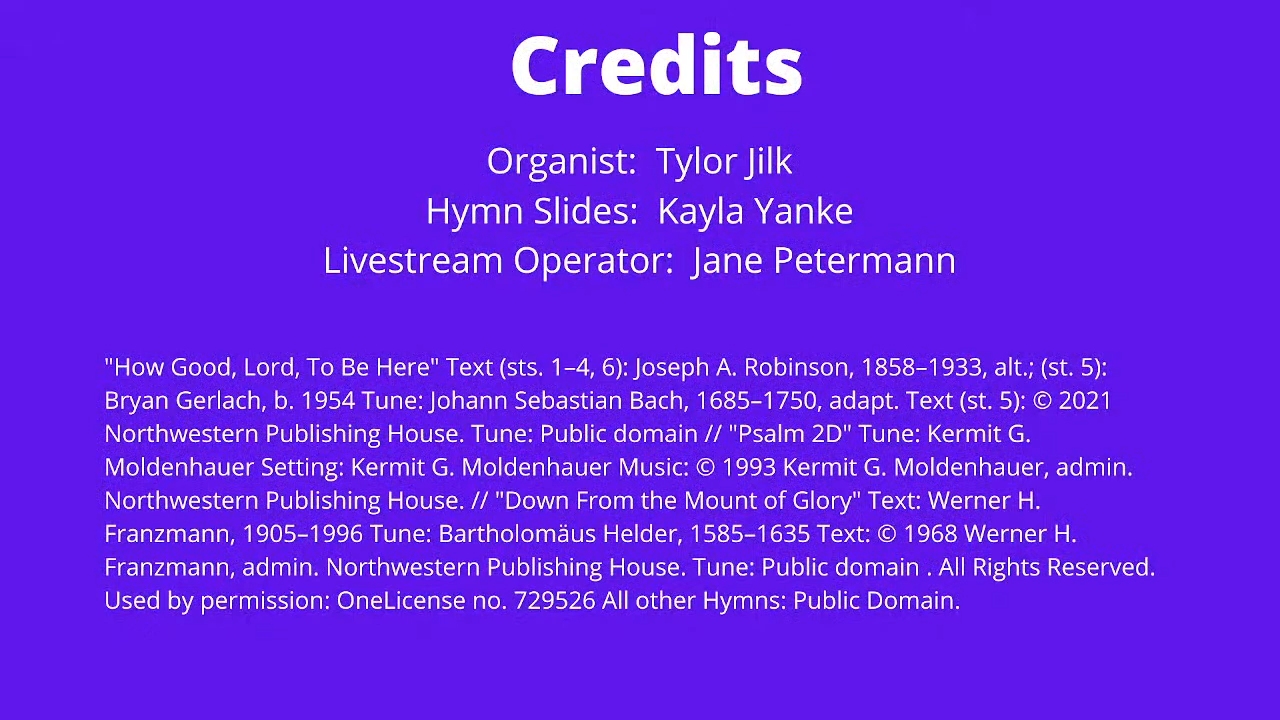 Credits
Organist:  Tylor Jilk
Hymn Slides:  Kayla Yanke
Livestream Operator:  Jane Petermann
"How Good, Lord, To Be Here" Text (sts. 1–4, 6): Joseph A. Robinson, 1858–1933, alt.; (st. 5):
Bryan Gerlach, b. 1954 Tune: Johann Sebastian Bach, 1685–1750, adapt. Text (st. 5): © 2021
Northwestern Publishing House. Tune: Public domain // "Psalm 2D" Tune: Kermit G.
Moldenhauer Setting: Kermit G. Moldenhauer Music: © 1993 Kermit G. Moldenhauer, admin.
Northwestern Publishing House. // "Down From the Mount of Glory" Text: Werner H.
Franzmann, 1905–1996 Tune: Bartholomäus Helder, 1585–1635 Text: © 1968 Werner H.
Franzmann, admin. Northwestern Publishing House. Tune: Public domain . All Rights Reserved.
Used by permission: OneLicense no. 729526 All other Hymns: Public Domain.